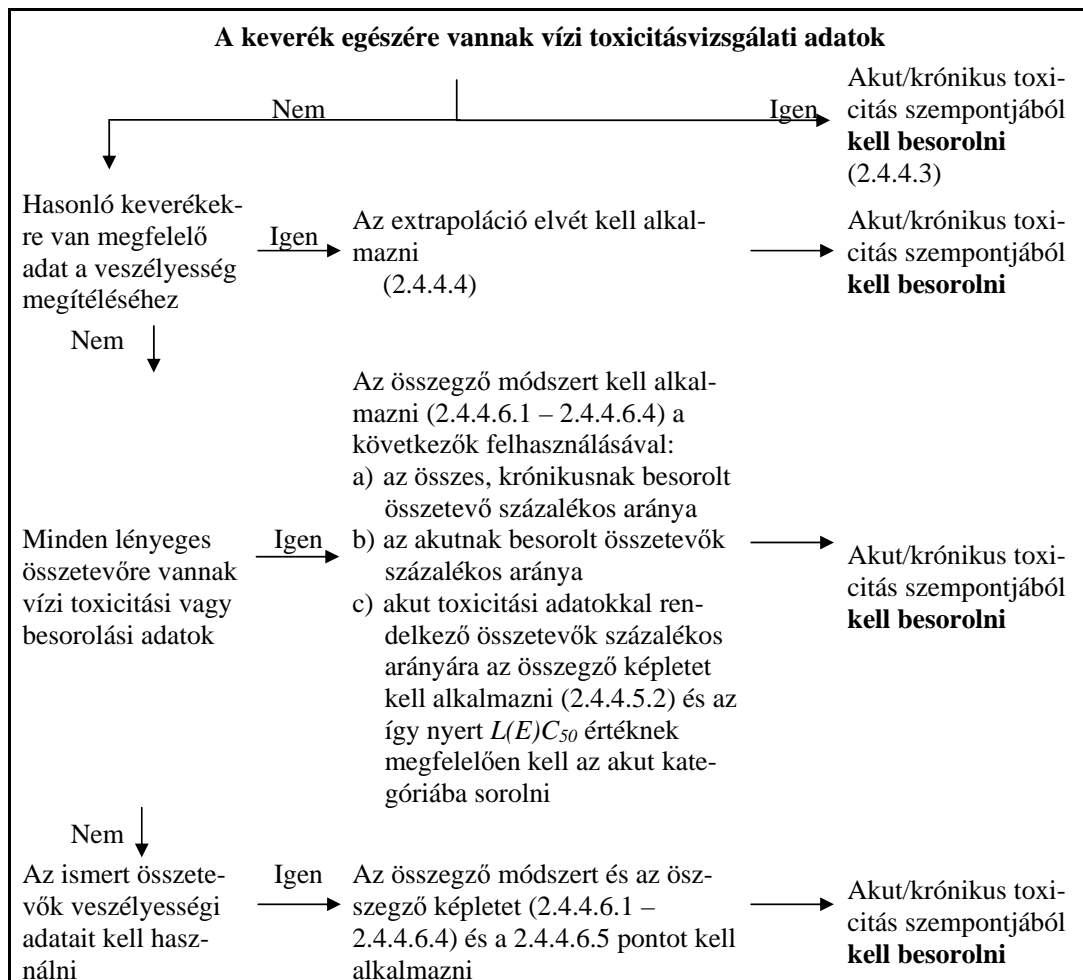 A keverék egészére vannak vízi toxicitásvizsgálati adatok
Nem
Igen
Akut/krónikus toxi-
citás szempontjából
kell besorolni
(2.4.4.3)
Hasonló keverékek-
re van megfelelő
adat a veszélyesség
megítéléséhez
Igen
Az extrapoláció elvét kell alkal-
mazni
(2.4.4.4)
Akut/krónikus toxi-
citás szempontjából
kell besorolni
Nem
Minden lényeges
összetevőre vannak
vízi toxicitási vagy
besorolási adatok
Igen
Az összegző módszert kell alkal-
mazni (2.4.4.6.1 – 2.4.4.6.4) a
következők felhasználásával:
a) az összes, krónikusnak besorolt
összetevő százalékos aránya
b) az akutnak besorolt összetevők
százalékos aránya
c) akut toxicitási adatokkal ren-
delkező összetevők százalékos
arányára az összegző képletet
kell alkalmazni (2.4.4.5.2) és az
így nyert L(E)C50 értéknek
megfelelően kell az akut kate-
góriába sorolni
Akut/krónikus toxi-
citás szempontjából
kell besorolni
Nem
Az ismert összete-
vők veszélyességi
adatait kell hasz-
nálni
Igen
Az összegző módszert és az ösz-
szegző képletet (2.4.4.6.1 –
2.4.4.6.4) és a 2.4.4.6.5 pontot kell
alkalmazni
Akut/krónikus toxi-
citás szempontjából
kell besorolni